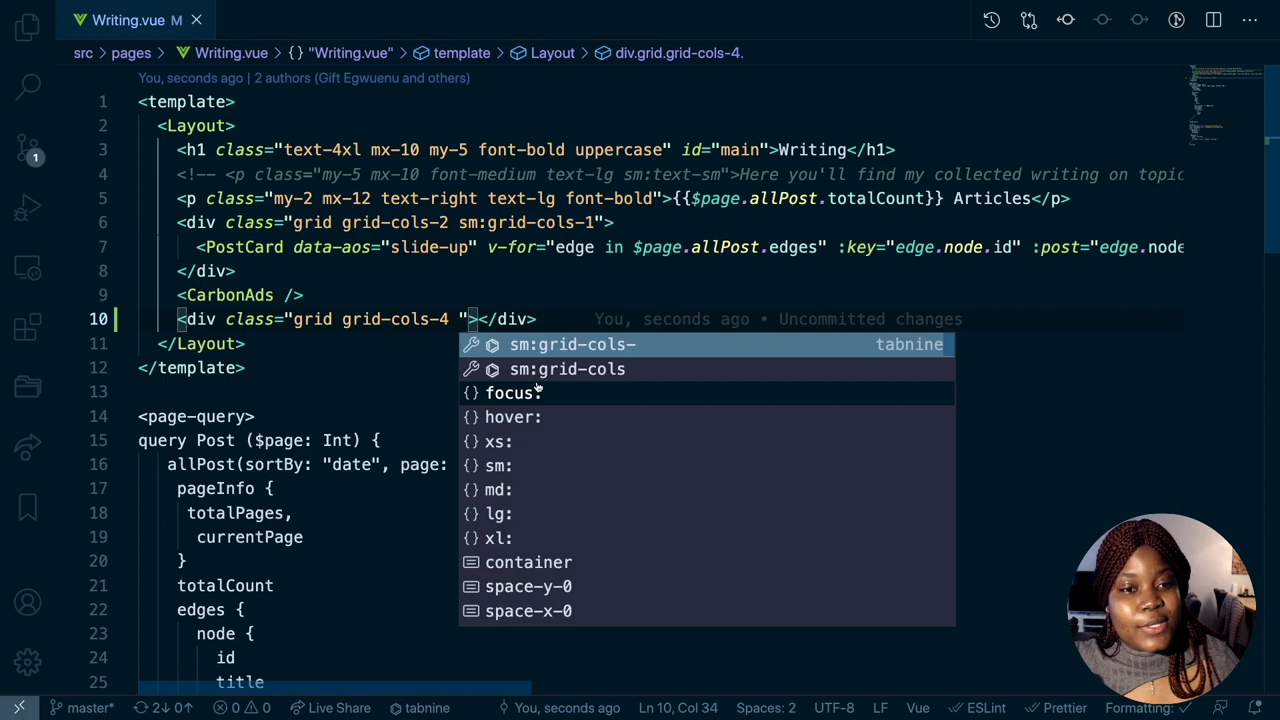 Writing.vue M
src > pages > Writing.vue > {} "Writing.vue" > template > Layout > div.grid.grid-cols-4.
You, seconds ago | 2 authors (Gift Egwuenu and others)
1 <template>
2 <Layout>
3 <h1 class="text-4xl mx-10 my-5 font-bold uppercase" id="main">Writing</h1>
4 <!-- <p class="my-5 mx-10 font-medium text-lg sm:text-sm">Here you'll find my collected writing on topic
5 <p class="my-2 mx-12 text-right text-lg font-bold">{{$page.allPost.totalCount}} Articles</p>
6 <div class="grid grid-cols-2 sm:grid-cols-1">
7 <PostCard data-aos="slide-up" v-for="edge in $page.allPost.edges" :key="edge.node.id" :post="edge.node
8 </div>
9 <CarbonAds />
10 <div class="grid grid-cols-4 "></div> You, seconds ago • Uncommitted changes
11 </Layout>
sm:grid-cols- tabnine
12 </template>
sm:grid-cols
13
{} focus:
14 <page-query>
{} hover:
15 query Post ($page: Int) {
{} xs:
16 allPost(sortBy: "date", page:
{} sm:
17 pageInfo {
{} md:
18 totalPages,
{} lg:
19 currentPage
{} xl:
20 }
container
21 totalCount
space-y-0
22 edges {
space-x-0
23 node {
24 id
25 title
1
master* 2↓ 0↑ 0 0 Live Share tabnine You, seconds ago Ln 10, Col 34 Spaces: 2 UTF-8 LF Vue ESLint Prettier Formatting: ✓